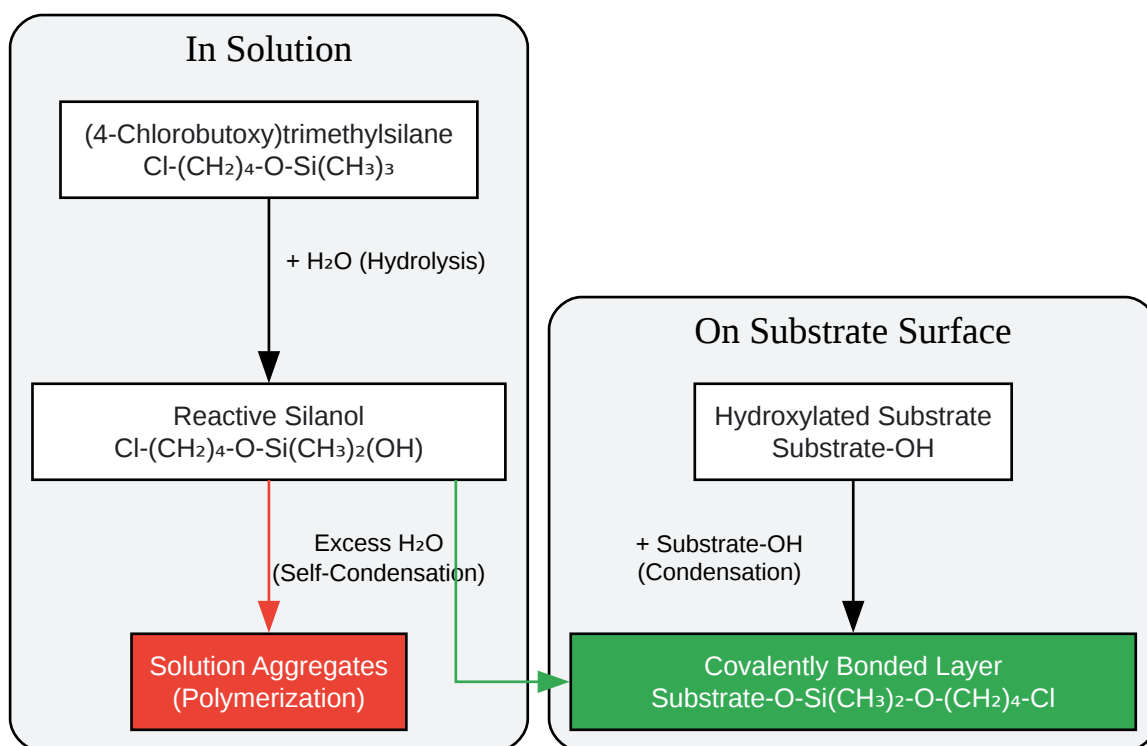 In Solution
(4-Chlorobutoxy)trimethylsilane
Cl-(CH₂)₄-O-Si(CH₃)₃
+ H₂O (Hydrolysis)
Reactive Silanol
Cl-(CH₂)₄-O-Si(CH₃)₂(OH)
Excess H₂O
(Self-Condensation)
Solution Aggregates
(Polymerization)
On Substrate Surface
Hydroxylated Substrate
Substrate-OH
+ Substrate-OH
(Condensation)
Covalently Bonded Layer
Substrate-O-Si(CH₃)₂-O-(CH₂)₄-Cl